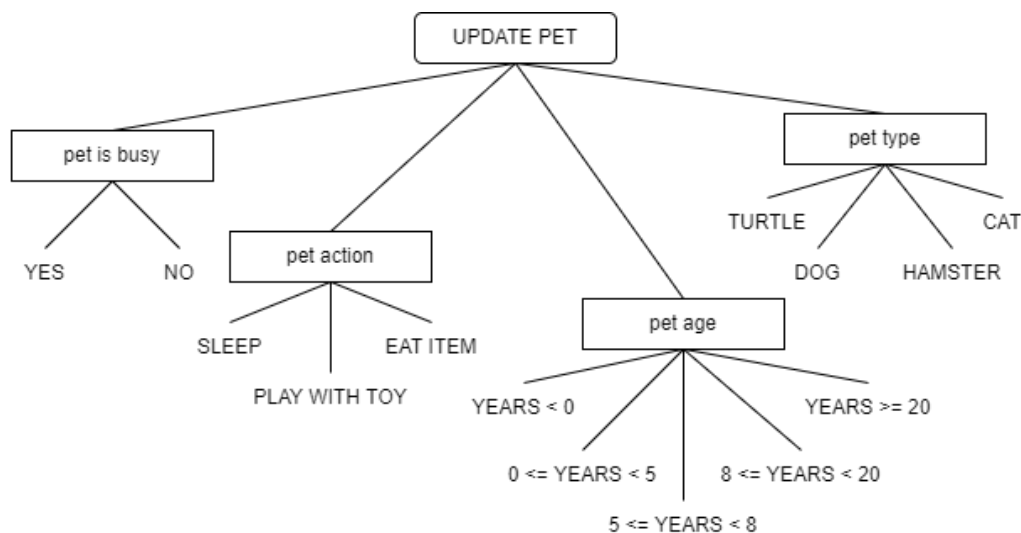 UPDATE PET
pet is busy
YES
NO
pet action
SLEEP
PLAY WITH TOY
EAT ITEM
pet age
YEARS < 0
0 <= YEARS < 5
5 <= YEARS < 8
8 <= YEARS < 20
YEARS >= 20
pet type
TURTLE
DOG
HAMSTER
CAT